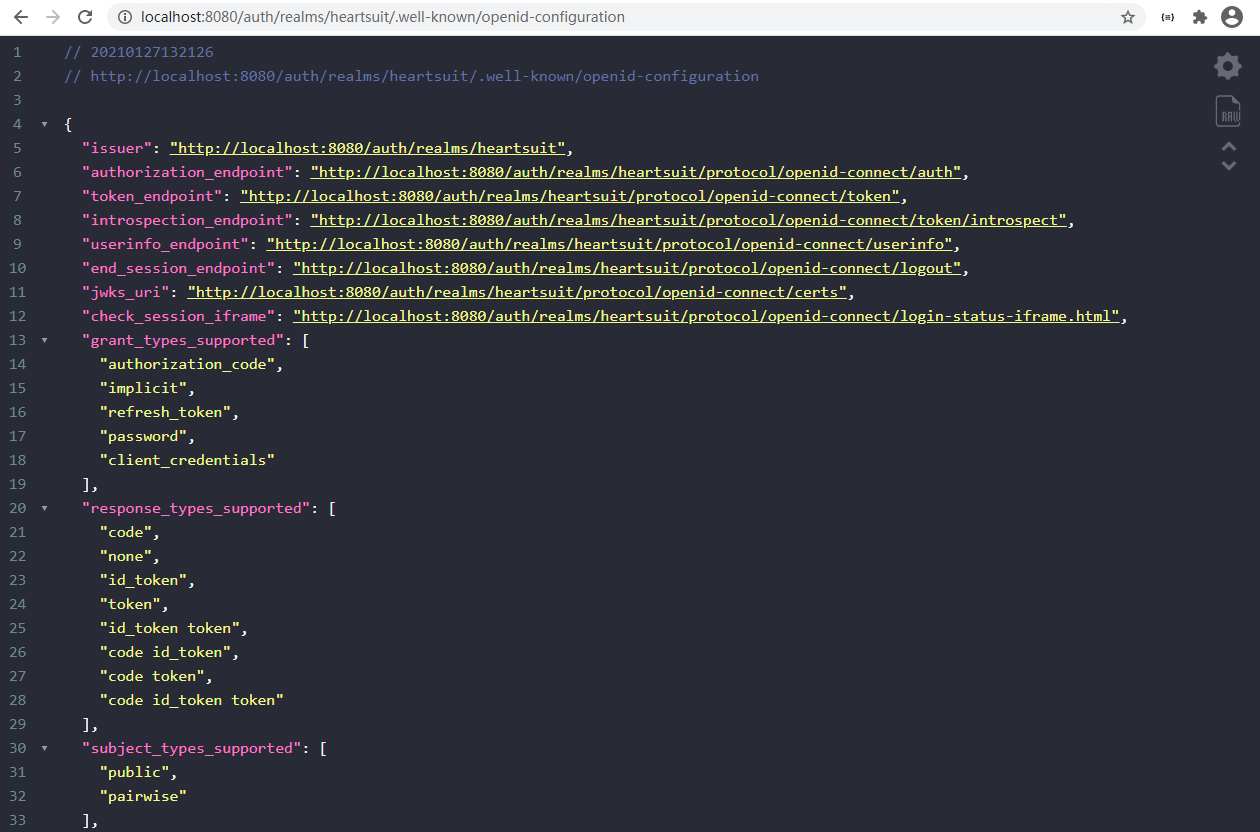 localhost:8080/auth/realms/heartsuit/.well-known/openid-configuration
1 // 20210127132126
2 // http://localhost:8080/auth/realms/heartsuit/.well-known/openid-configuration
3
4 {
5 "issuer": "http://localhost:8080/auth/realms/heartsuit",
6 "authorization_endpoint": "http://localhost:8080/auth/realms/heartsuit/protocol/openid-connect/auth",
7 "token_endpoint": "http://localhost:8080/auth/realms/heartsuit/protocol/openid-connect/token",
RAW
8 "introspection_endpoint": "http://localhost:8080/auth/realms/heartsuit/protocol/openid-connect/token/introspect",
9 "userinfo_endpoint": "http://localhost:8080/auth/realms/heartsuit/protocol/openid-connect/userinfo",
10 "end_session_endpoint": "http://localhost:8080/auth/realms/heartsuit/protocol/openid-connect/logout",
11 "jwks_uri": "http://localhost:8080/auth/realms/heartsuit/protocol/openid-connect/certs",
12 "check_session_iframe": "http://localhost:8080/auth/realms/heartsuit/protocol/openid-connect/login-status-iframe.html",
13 "grant_types_supported": [
14 "authorization_code",
15 "implicit",
16 "refresh_token",
17 "password",
18 "client_credentials"
19 ],
20 "response_types_supported": [
21 "code",
22 "none",
23 "id_token",
24 "token",
25 "id_token token",
26 "code id_token",
27 "code token",
28 "code id_token token"
29 ],
30 "subject_types_supported": [
31 "public",
32 "pairwise"
33 ],